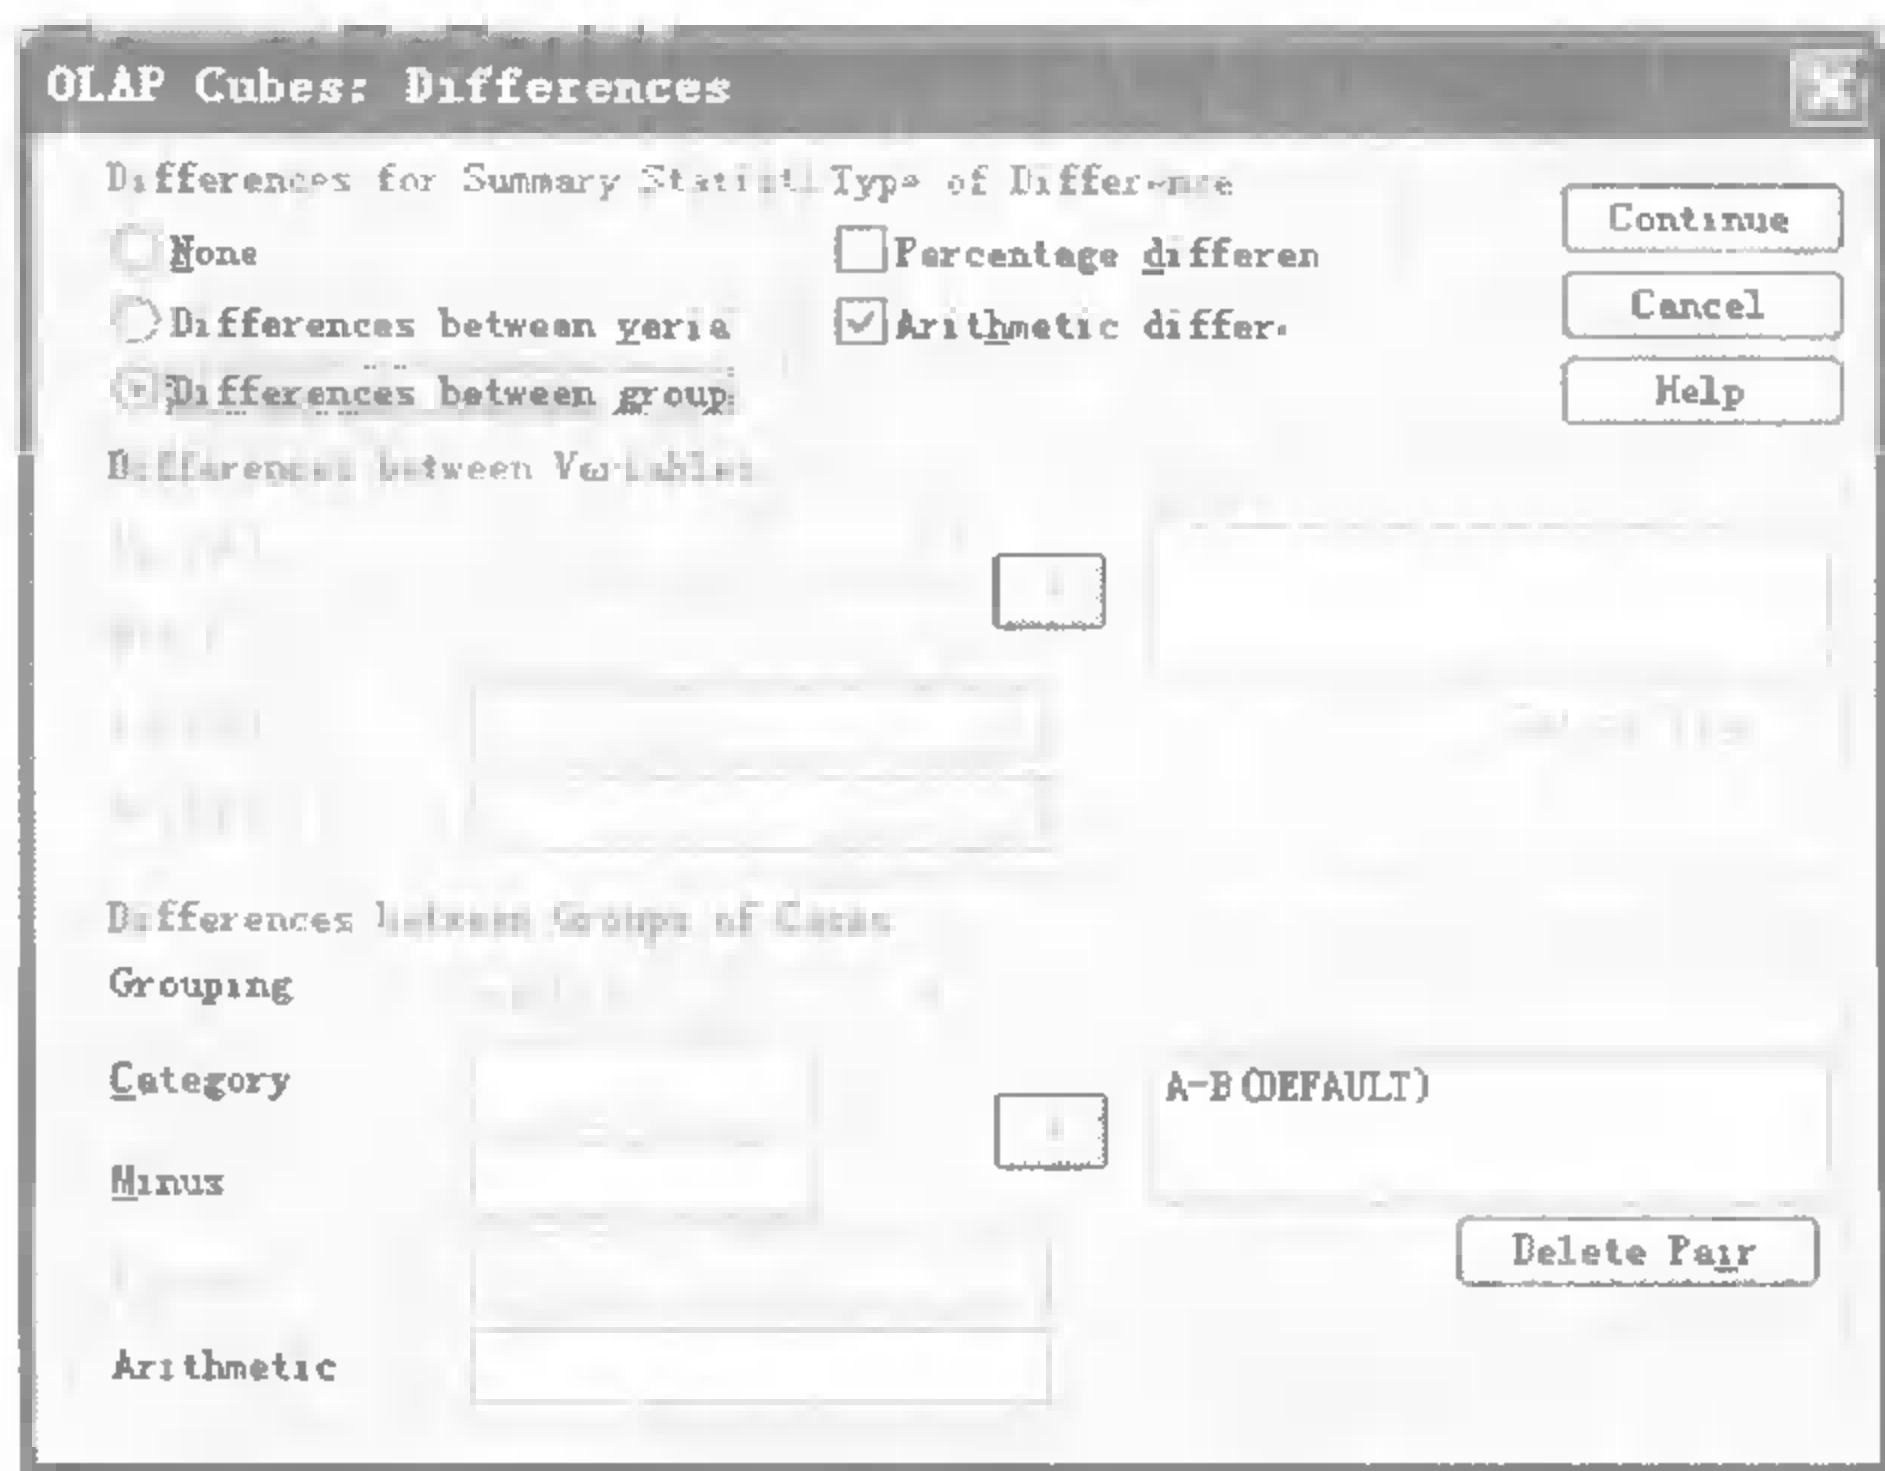 OLAP Cubes: Differences
Differences for Summary Statisti
Type of Difference
None
Percentage differen
Differences between varia
Arithmetic differ
Differences between group
Continue
Cancel
Help
Differences between Variables
Differences between Groups of Cases
Grouping
Category
Minus
Arithmetic
A-B(DEFAULT)
Delete Pair